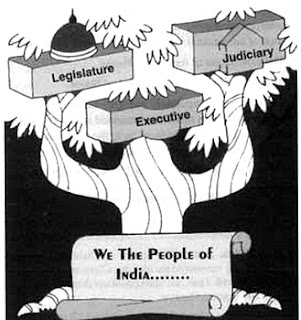 Legislature
Judiciary
Executive
We The People of
India........